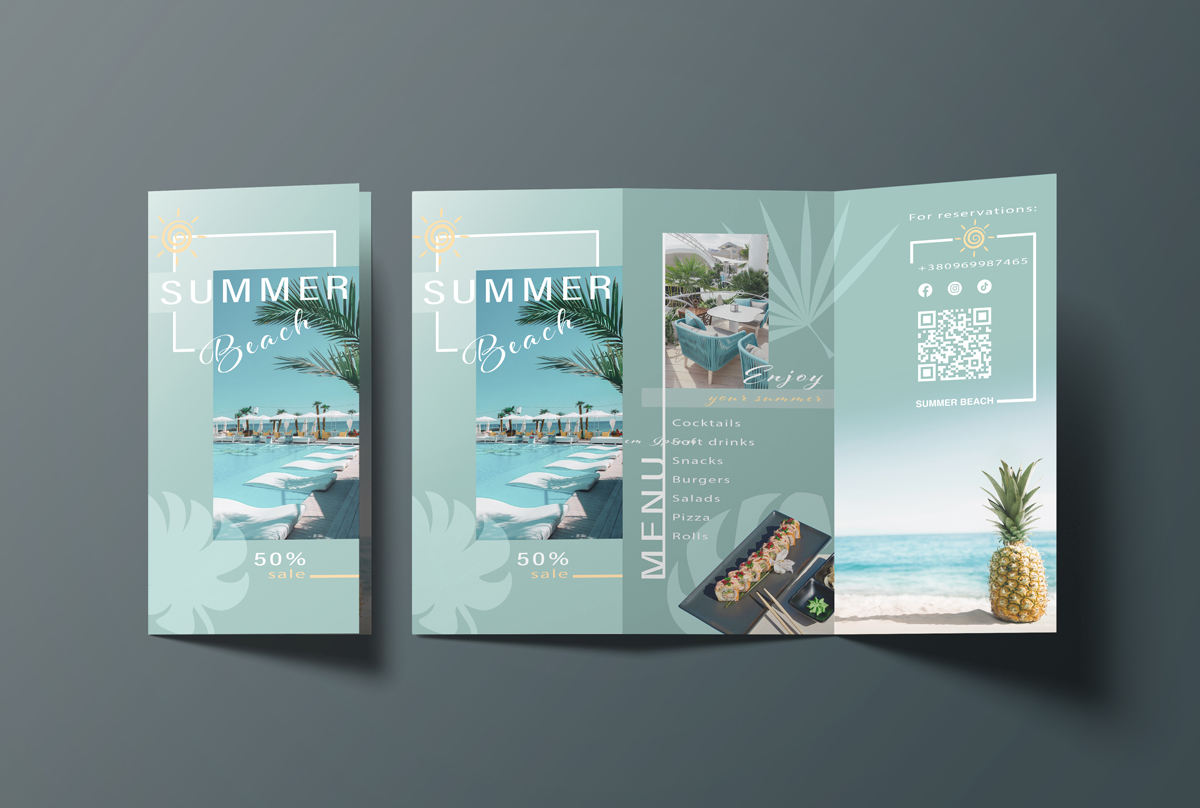 SUMMER
Beach
50%
sale
SUMMER
Beach
50%
sale
Enjoy
your summer
Cocktails
Soft drinks
Snacks
Burgers
Salads
Pizza
Rolls
MENU
For reservations:
+380969987465
SUMMER BEACH